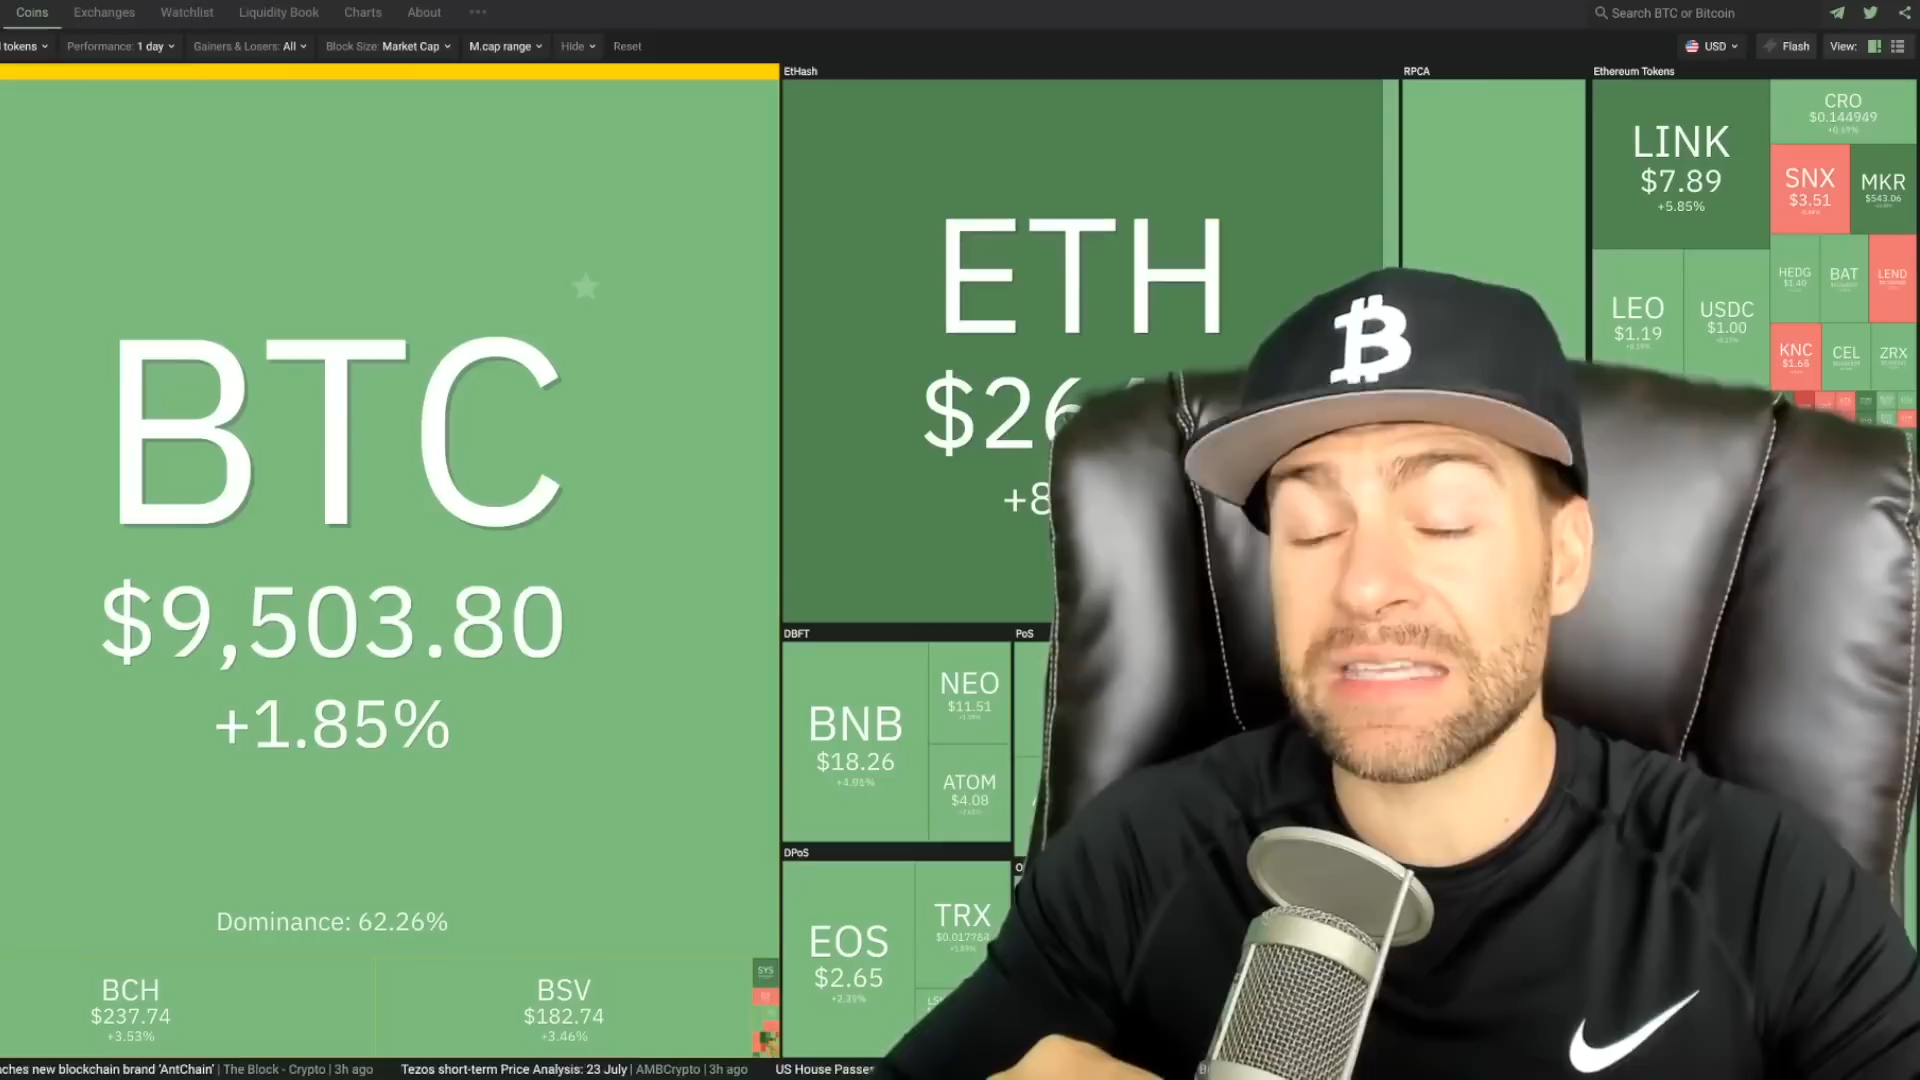 Coins Exchanges Watchlist Liquidity Book Charts About Search BTC or Bitcoin
tokens Performance: 1 day Gainers & Losers: All Block Size: Market Cap M.cap range Hide Reset USD Flash View:
EtHash RPCA Ethereum Tokens
BTC
$9,503.80
+1.85%
Dominance: 62.26%
BCH
$237.74
+3.53%
BSV
$182.74
+3.46%
SYS
ETH
$26
+8
DBFT
BNB
$18.26
+4.91%
NEO
$11.51
ATOM
$4.08
PoS
DPoS
EOS
$2.65
+2.31%
TRX
$0.017764
LINK
$7.89
+5.85%
CRO
$0.144949
SNX
$3.51
MKR
$543.06
LEO
$1.19
USDC
$1.00
HEDG
$1.40
BAT
LEND
KNC
$1.65
CEL
ZRX
B
ches new blockchain brand 'AntChain' | The Block - Crypto | 3h ago Tezos short-term Price Analysis: 23 July | AMBCrypto | 3h ago US House Passe